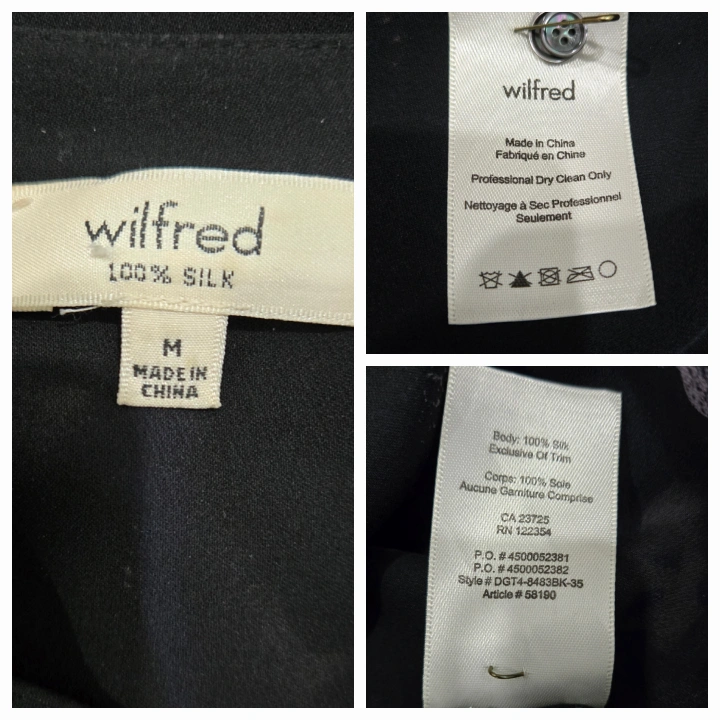 wilfred
100% SILK
M
MADE IN
CHINA
wilfred
Made in China
Fabriqué en Chine
Professional Dry Clean Only
Nettoyage à Sec Professionnel
Seulement
Body: 100% Silk
Exclusive Of Trim
Corps: 100% Soie
Aucune Garniture Comprise
CA 23725
RN 122354
P.O. # 4500052381
P.O. # 4500052382
Style # DGT4-8483BK-35
Article # 58190